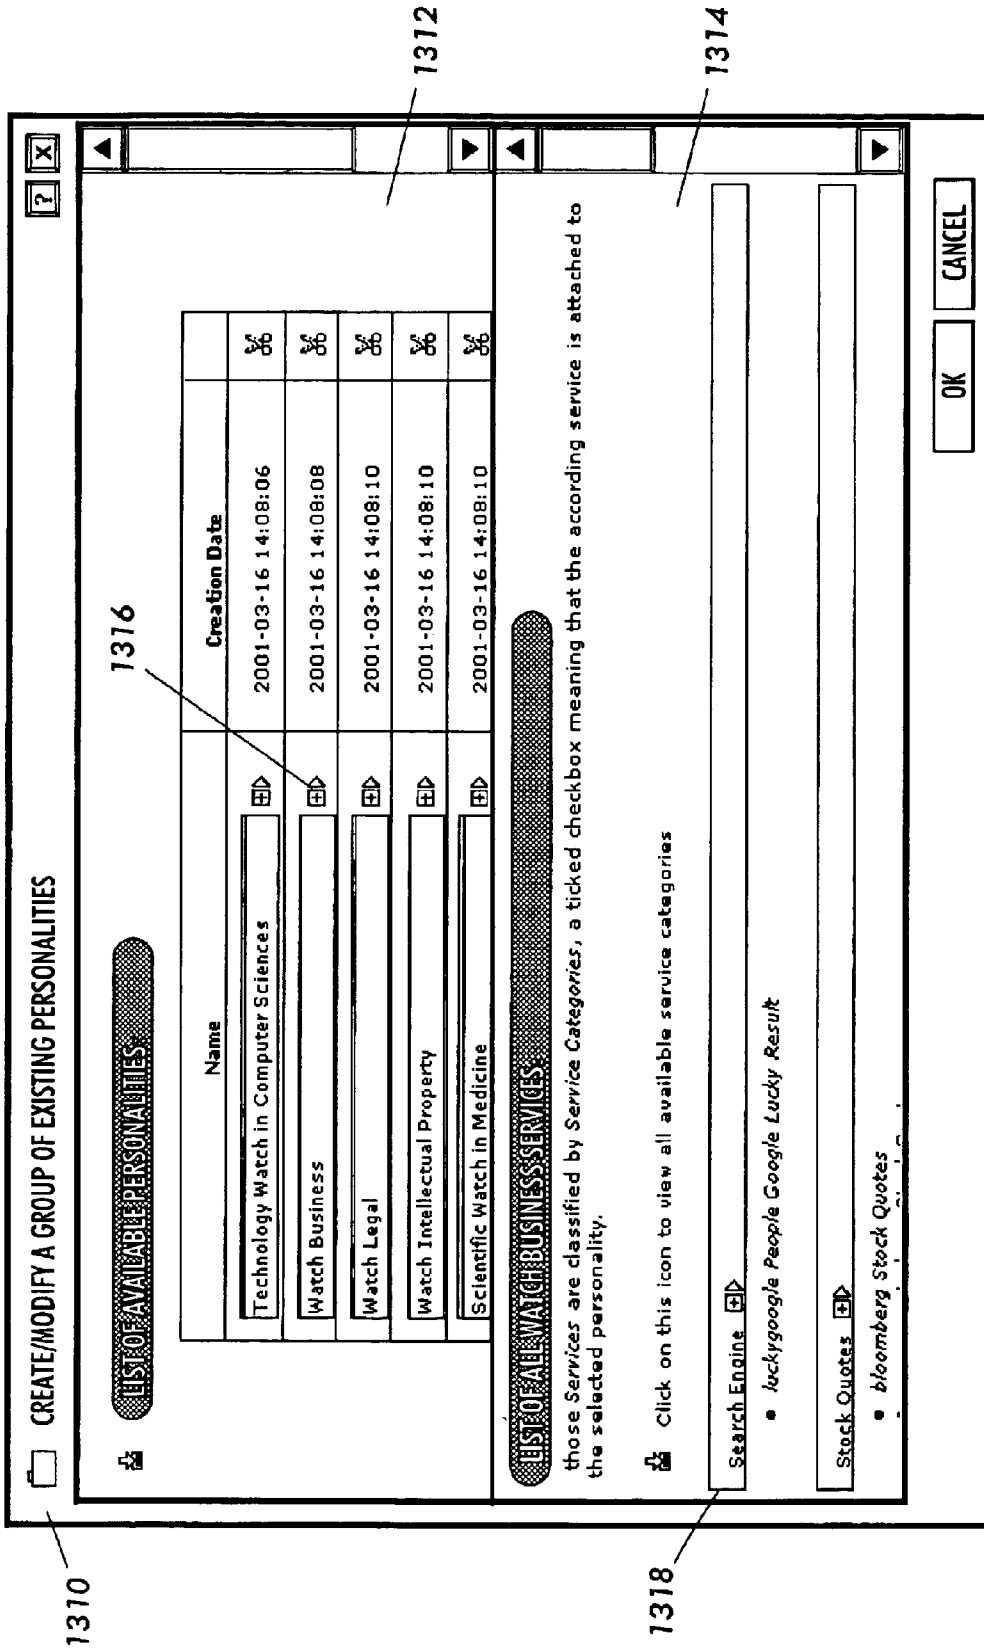 1310
CREATE/MODIFY A GROUP OF EXISTING PERSONALITIES
? X
LIST OF AVAILABLE PERSONALITIES
1316
Name Creation Date
Technology Watch in Computer Sciences 2001-03-16 14:08:06
Watch Business 2001-03-16 14:08:08
Watch Legal 2001-03-16 14:08:10
Watch Intellectual Property 2001-03-16 14:08:10
Scientific Watch in Medicine 2001-03-16 14:08:10
1312
LIST OF ALL WATCH BUSINESS SERVICES
those Services are classified by Service Categories, a ticked checkbox meaning that the according service is attached to
the selected personality.
Click on this icon to view all available service categories
1314
1318
Search Engine
• luckygoogle People Google Lucky Result
Stock Quotes
• bloomberg Stock Quotes
OK CANCEL